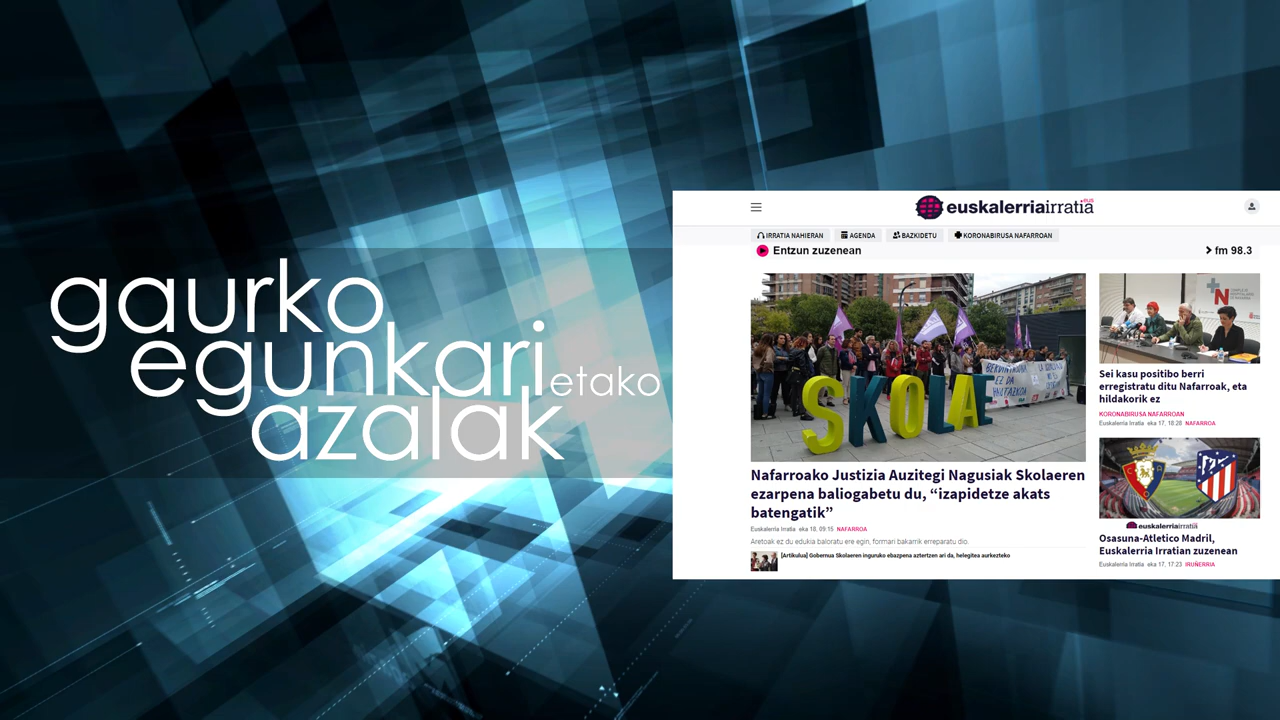 gaurko
egunkari etako
azalak
euskalerriairratia.eus
IRRATIA NAHIERAN
AGENDA
BAZKIDETU
KORONABIRUSA NAFARROAN
Entzun zuzenean
fm 98.3
SKOLAE
Nafarroako Justizia Auzitegi Nagusiak Skolaeren
ezarpena baliogabetu du, “izapidetze akats
batengatik”
Euskalerria Irratia eka 18, 09:15 NAFARROA
Aretoak ez du edukia baloratu ere egin, formari bakarrik erreparatu dio.
[Artikulua] Gobernua Skolaeren inguruko ebazpena aztertzen ari da, helegitea aurkezteko
Sei kasu positibo berri
erregistratu ditu Nafarroak, eta
hildakorik ez
KORONABIRUSA NAFARROAN
Euskalerria Irratia eka 17, 18:28 NAFARROA
euskalerriairratia
Osasuna-Atletico Madril,
Euskalerria Irratian zuzenean
Euskalerria Irratia eka 17, 17:23 IRUÑERRIA